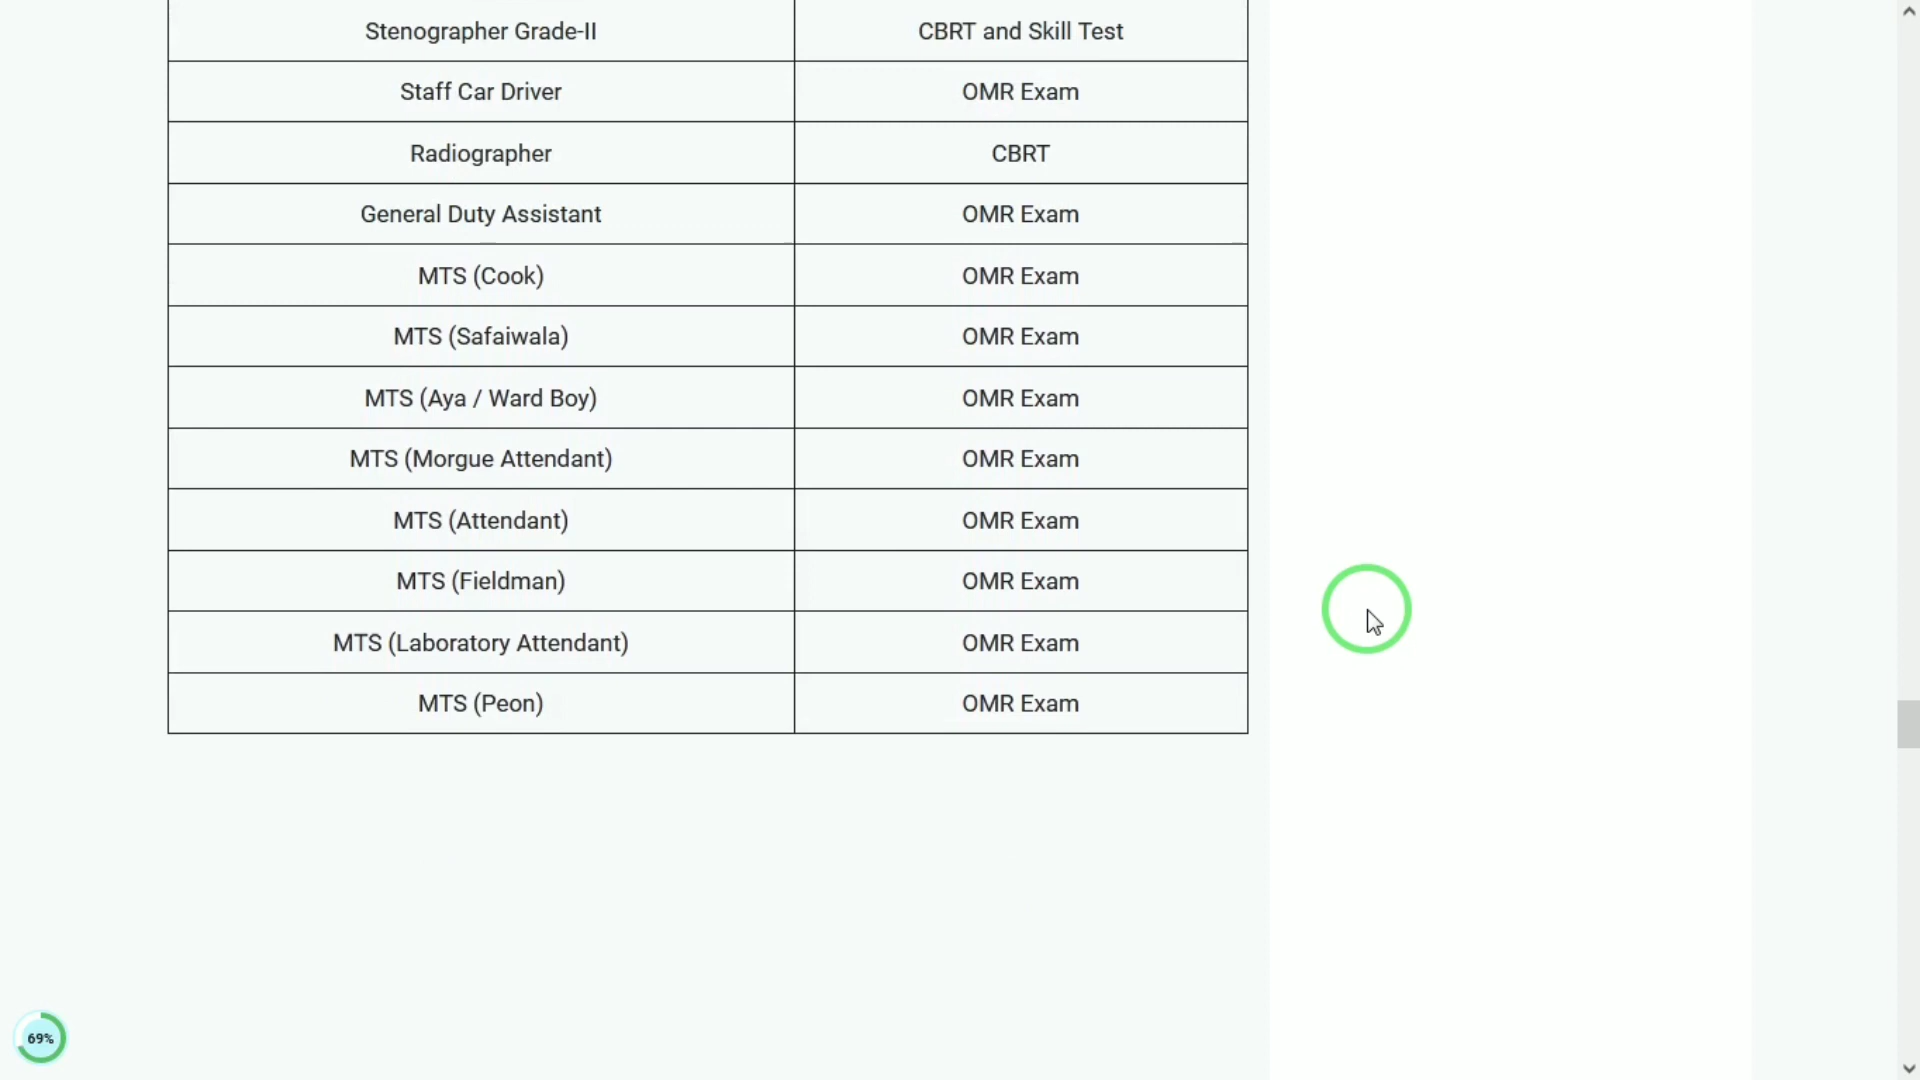 Stenographer Grade-II CBRT and Skill Test
Staff Car Driver OMR Exam
Radiographer CBRT
General Duty Assistant OMR Exam
MTS (Cook) OMR Exam
MTS (Safaiwala) OMR Exam
MTS (Aya / Ward Boy) OMR Exam
MTS (Morgue Attendant) OMR Exam
MTS (Attendant) OMR Exam
MTS (Fieldman) OMR Exam
MTS (Laboratory Attendant) OMR Exam
MTS (Peon) OMR Exam
69%